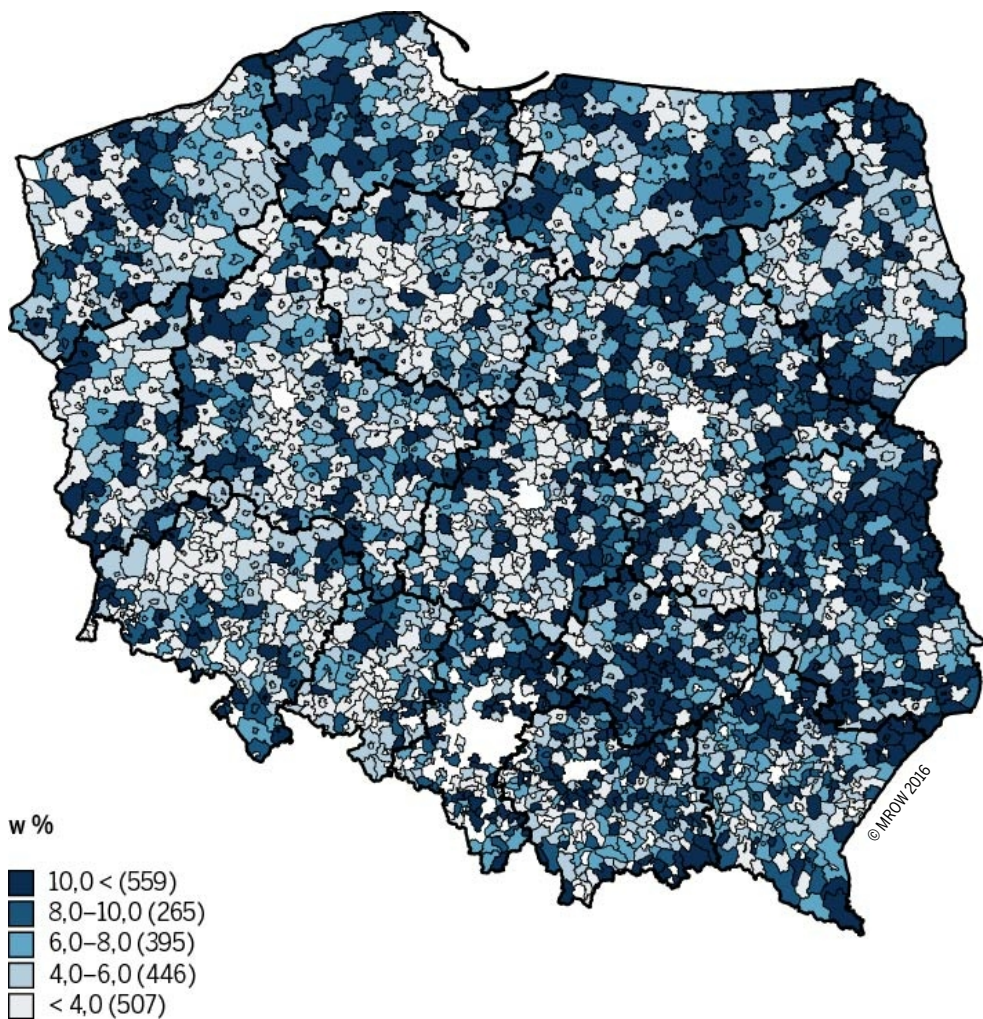 © MROW 2016
w %
10,0 < (559)
8,0–10,0 (265)
6,0–8,0 (395)
4,0–6,0 (446)
< 4,0 (507)